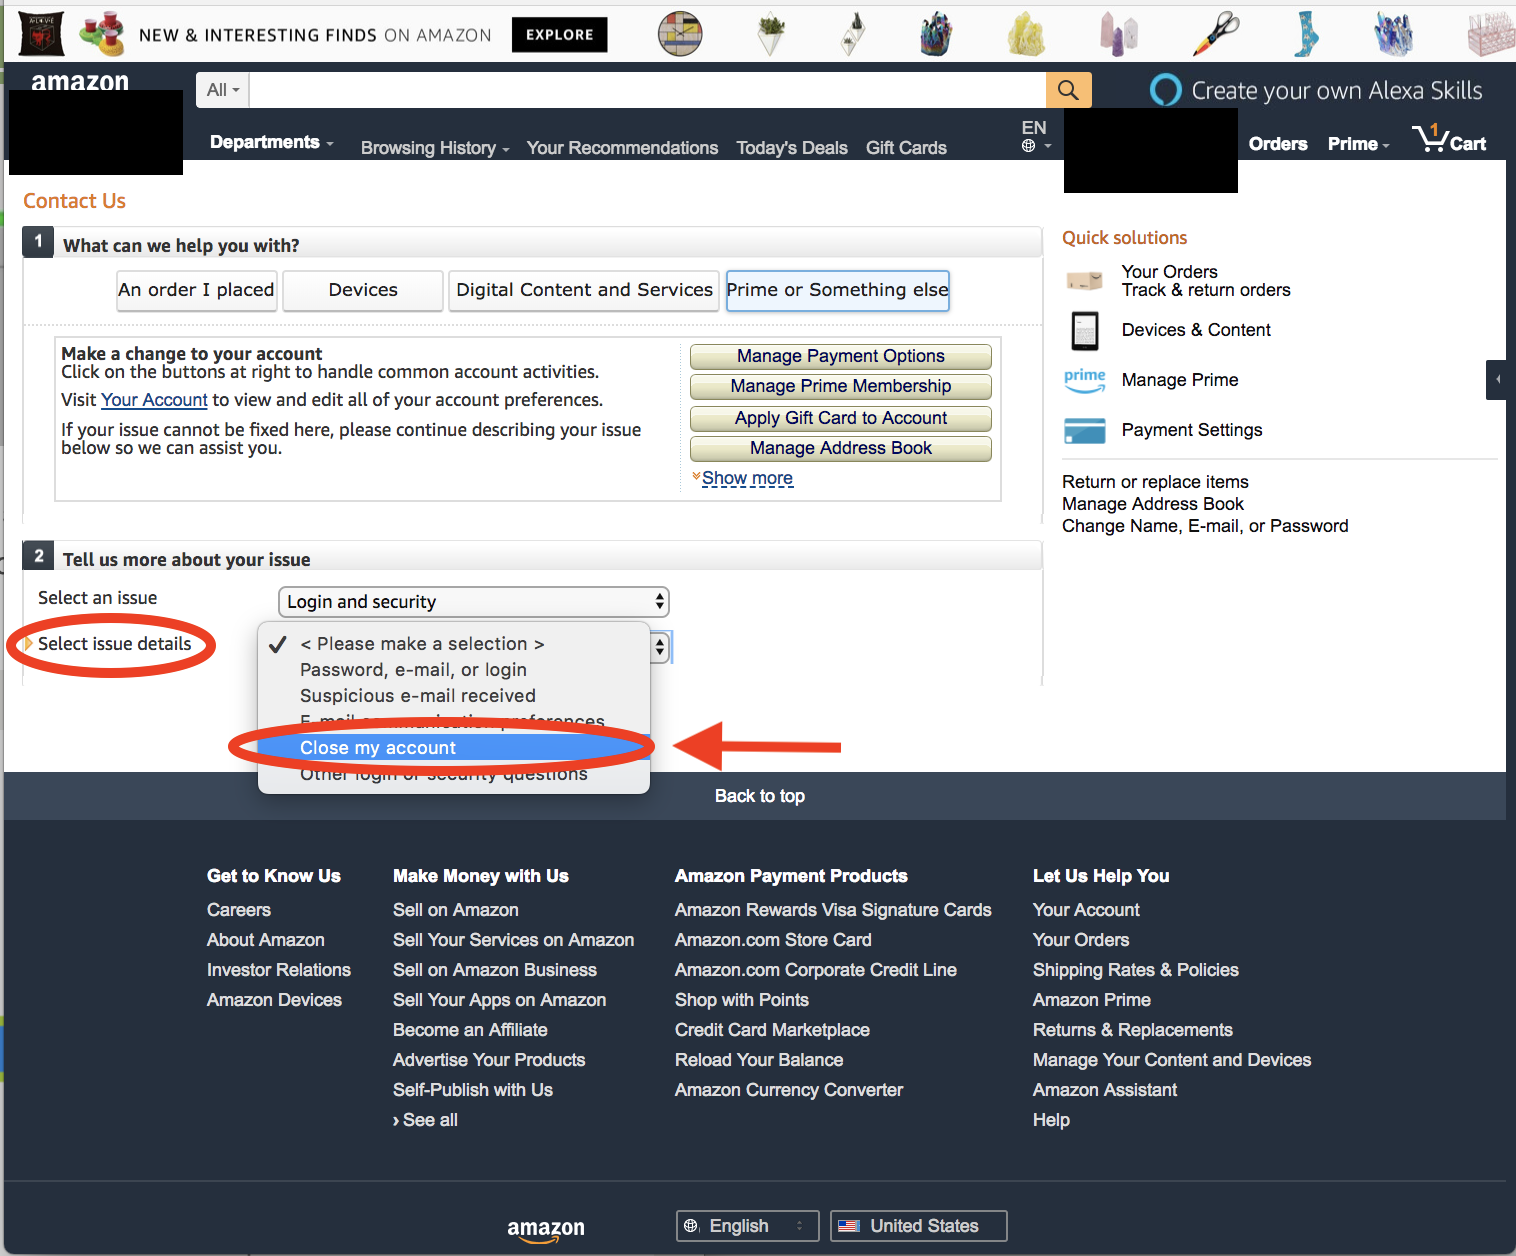 NEW & INTERESTING FINDS ON AMAZON
EXPLORE
amazon
All
Create your own Alexa Skills
Departments
Browsing History
Your Recommendations
Today's Deals
Gift Cards
EN
Orders
Prime
1
Cart
Contact Us
1
What can we help you with?
An order I placed
Devices
Digital Content and Services
Prime or Something else
Make a change to your account
Click on the buttons at right to handle common account activities.
Visit Your Account to view and edit all of your account preferences.
If your issue cannot be fixed here, please continue describing your issue
below so we can assist you.
Manage Payment Options
Manage Prime Membership
Apply Gift Card to Account
Manage Address Book
Show more
Quick solutions
Your Orders
Track & return orders
Devices & Content
prime
Manage Prime
Payment Settings
Return or replace items
Manage Address Book
Change Name, E-mail, or Password
2
Tell us more about your issue
Select an issue
Login and security
Select issue details
< Please make a selection >
Password, e-mail, or login
Suspicious e-mail received
E-mail communication preferences
Close my account
Other login or security questions
Back to top
Get to Know Us
Careers
About Amazon
Investor Relations
Amazon Devices
Make Money with Us
Sell on Amazon
Sell Your Services on Amazon
Sell on Amazon Business
Sell Your Apps on Amazon
Become an Affiliate
Advertise Your Products
Self-Publish with Us
› See all
Amazon Payment Products
Amazon Rewards Visa Signature Cards
Amazon.com Store Card
Amazon.com Corporate Credit Line
Shop with Points
Credit Card Marketplace
Reload Your Balance
Amazon Currency Converter
Let Us Help You
Your Account
Your Orders
Shipping Rates & Policies
Amazon Prime
Returns & Replacements
Manage Your Content and Devices
Amazon Assistant
Help
amazon
English
United States